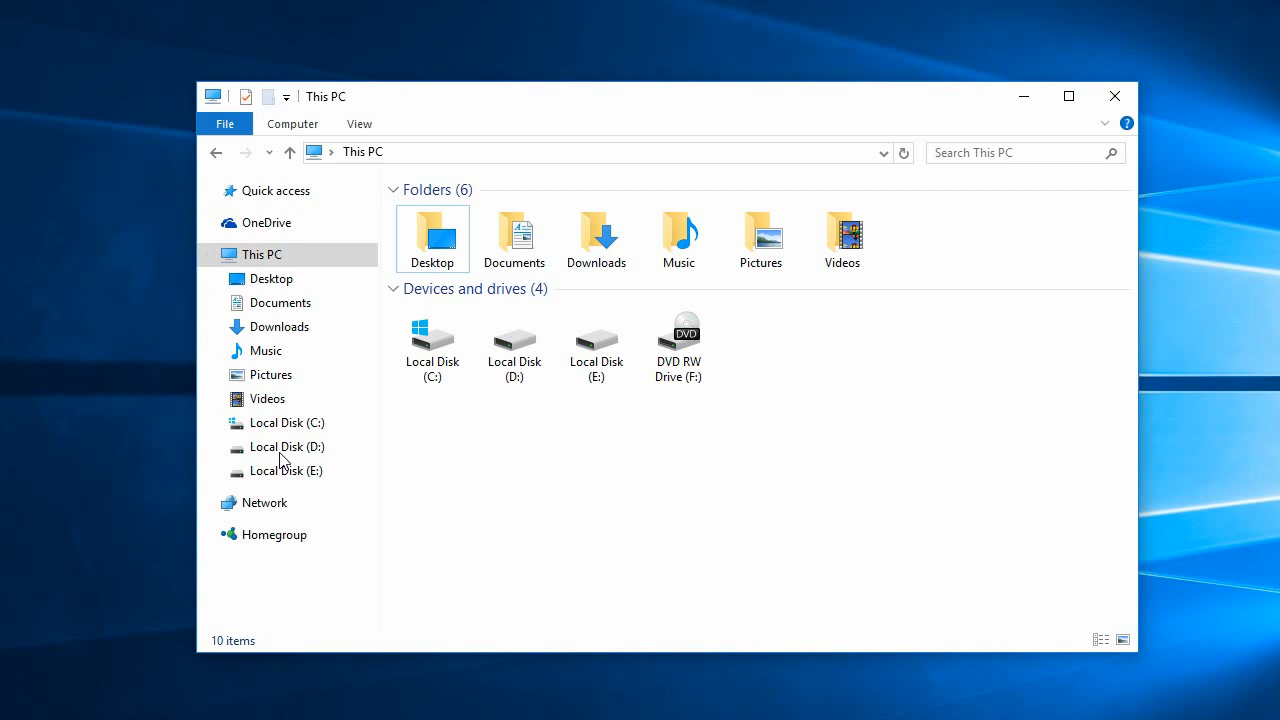 This PC
File Computer View
This PC
Search This PC
Quick access
OneDrive
This PC
Desktop
Documents
Downloads
Music
Pictures
Videos
Local Disk (C:)
Local Disk (D:)
Local Disk (E:)
Network
Homegroup
Folders (6)
Desktop Documents Downloads Music Pictures Videos
Devices and drives (4)
Local Disk
(C:)
Local Disk
(D:)
Local Disk
(E:)
DVD
DVD RW
Drive (F:)
10 items